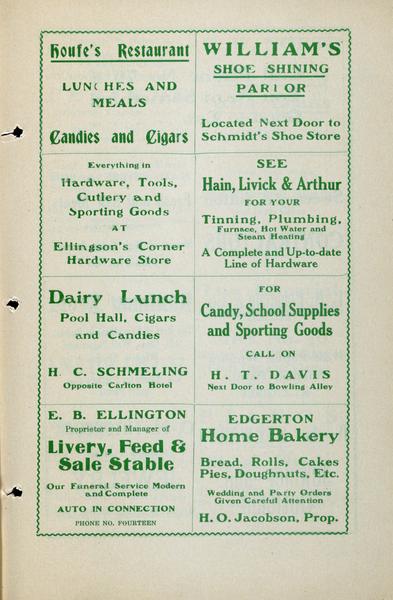 Houfe's Restaurant
LUNCHES AND
MEALS
Candies and Cigars
WILLIAM'S
SHOE SHINING
PARLOR
Located Next Door to
Schmidt's Shoe Store
Everything in
Hardware, Tools,
Cutlery and
Sporting Goods
AT
Ellingson's Corner
Hardware Store
SEE
Hain, Livick & Arthur
FOR YOUR
Tinning, Plumbing,
Furnace, Hot Water and
Steam Heating
A Complete and Up-to-date
Line of Hardware
Dairy Lunch
Pool Hall, Cigars
and Candies
H. C. SCHMELING
Opposite Carlton Hotel
FOR
Candy, School Supplies
and Sporting Goods
CALL ON
H. T. DAVIS
Next Door to Bowling Alley
E. B. ELLINGTON
Proprietor and Manager of
Livery, Feed &
Sale Stable
Our Funeral Service Modern
and Complete
AUTO IN CONNECTION
PHONE NO. FOURTEEN
EDGERTON
Home Bakery
Bread, Rolls, Cakes
Pies, Doughnuts, Etc.
Wedding and Party Orders
Given Careful Attention
H. O. Jacobson, Prop.